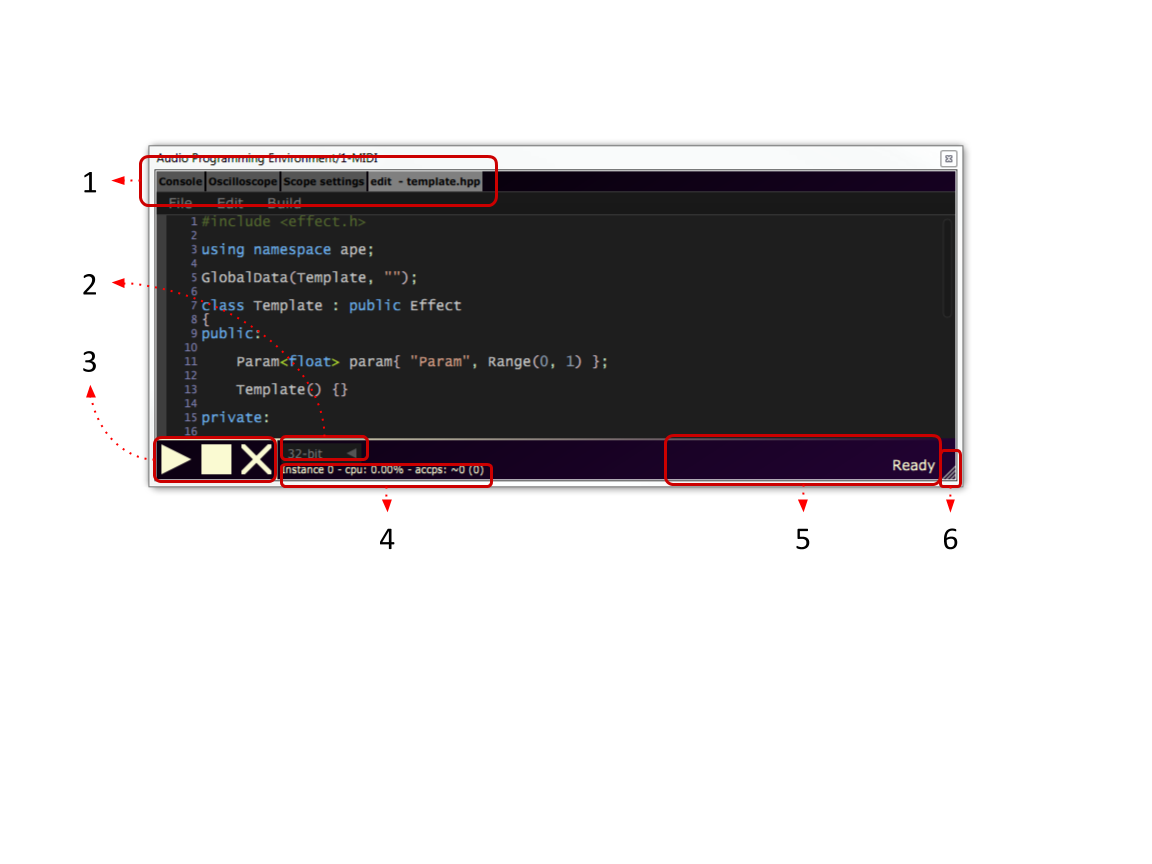 Audio Programming Environment/1-MIDI
1
Console Oscilloscope Scope settings edit - template.hpp
File Edit Build
1 #include <effect.h>
2
3 using namespace ape;
4
2
5 GlobalData(Template, "");
6
7 class Template : public Effect
8 {
9 public:
10
3
11 Param<float> param{ "Param", Range(0, 1) };
12
13 Template() {}
14
15 private:
16
32-bit
Instance 0 - cpu: 0.00% - accps: ~0 (0)
Ready
4 5 6